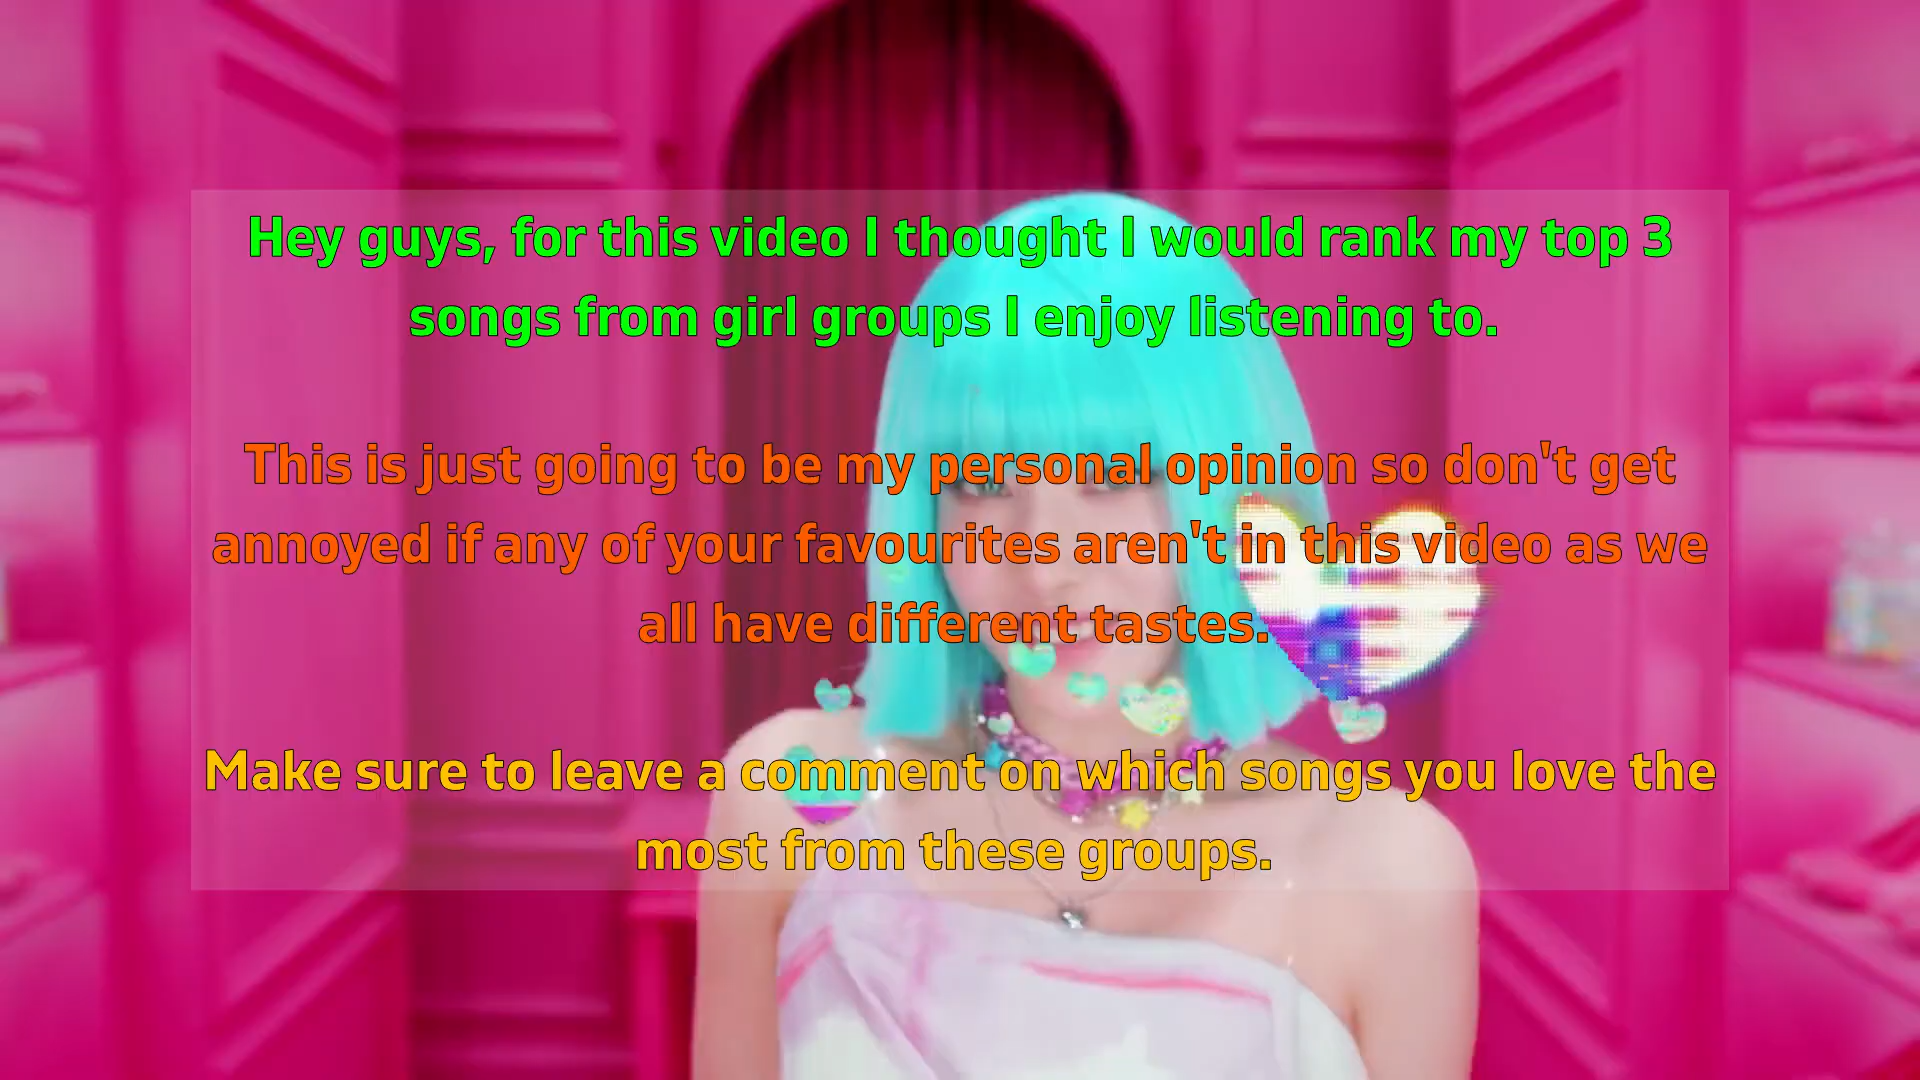 Hey guys, for this video I thought I would rank my top 3
songs from girl groups I enjoy listening to.
This is just going to be my personal opinion so don't get
annoyed if any of your favourites aren't in this video as we
all have different tastes.
Make sure to leave a comment on which songs you love the
most from these groups.